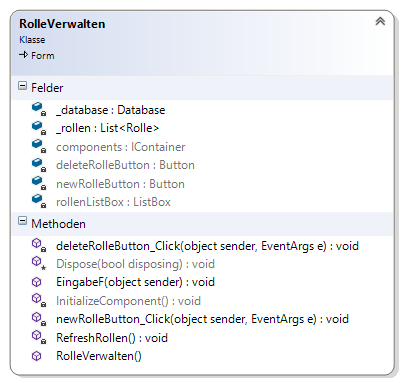 RolleVerwalten
Klasse
Form
Felder
_database : Database
_rollen : List<Rolle>
components : IContainer
deleteRolleButton : Button
newRolleButton : Button
rollenListBox : ListBox
Methoden
deleteRolleButton_Click(object sender, EventArgs e) : void
Dispose(bool disposing) : void
EingabeF(object sender) : void
InitializeComponent() : void
newRolleButton_Click(object sender, EventArgs e) : void
RefreshRollen() : void
RolleVerwalten()